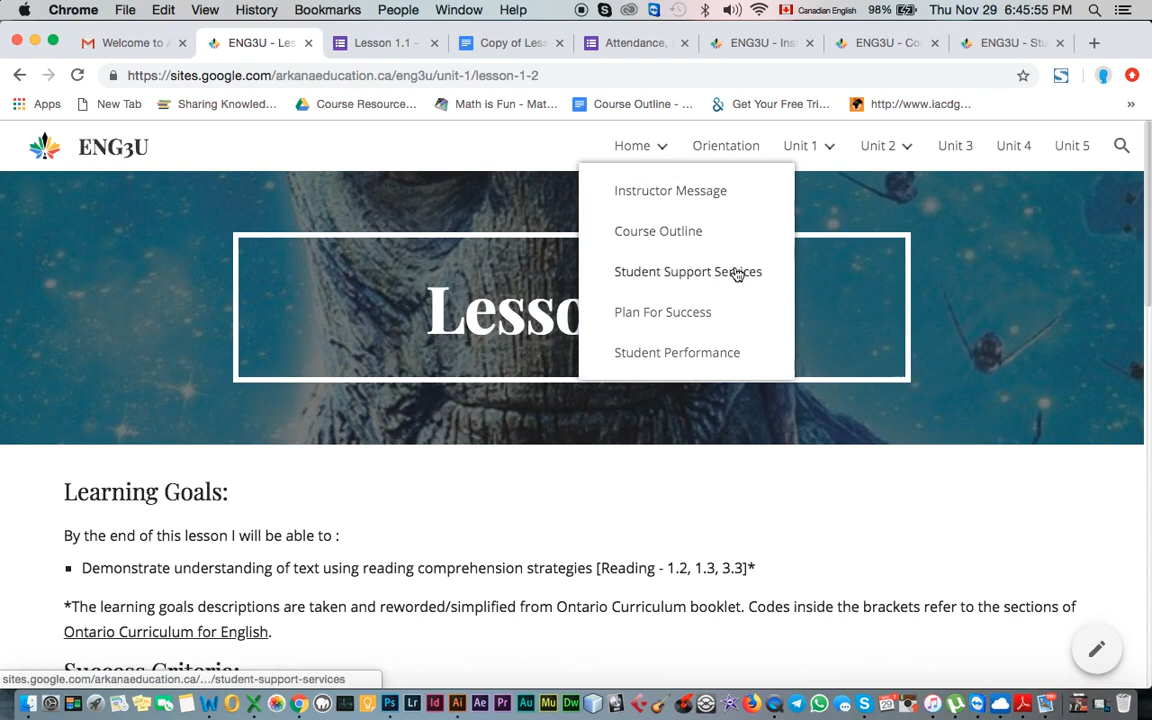 Chrome File Edit View History Bookmarks People Window Help Canadian English 98% Thu Nov 29 6:45:55 PM
Welcome to
ENG3U - Les
Lesson 1.1 -
Copy of Less
Attendance,
ENG3U - Ins
ENG3U - Co
ENG3U - Stu
https://sites.google.com/arkanaeducation.ca/eng3u/unit-1/lesson-1-2
Apps New Tab Sharing Knowled... Course Resource... Math is Fun - Mat... Course Outline - ... Get Your Free Tri... http://www.iacdg... »
ENG3U
Home Orientation Unit 1 Unit 2 Unit 3 Unit 4 Unit 5
Instructor Message
Course Outline
Student Support Services
Plan For Success
Student Performance
Lesso
Learning Goals:
By the end of this lesson I will be able to :
Demonstrate understanding of text using reading comprehension strategies [Reading - 1.2, 1.3, 3.3]*
*The learning goals descriptions are taken and reworded/simplified from Ontario Curriculum booklet. Codes inside the brackets refer to the sections of
Ontario Curriculum for English.
Success Criteria:
sites.google.com/arkanaeducation.ca/.../student-support-services